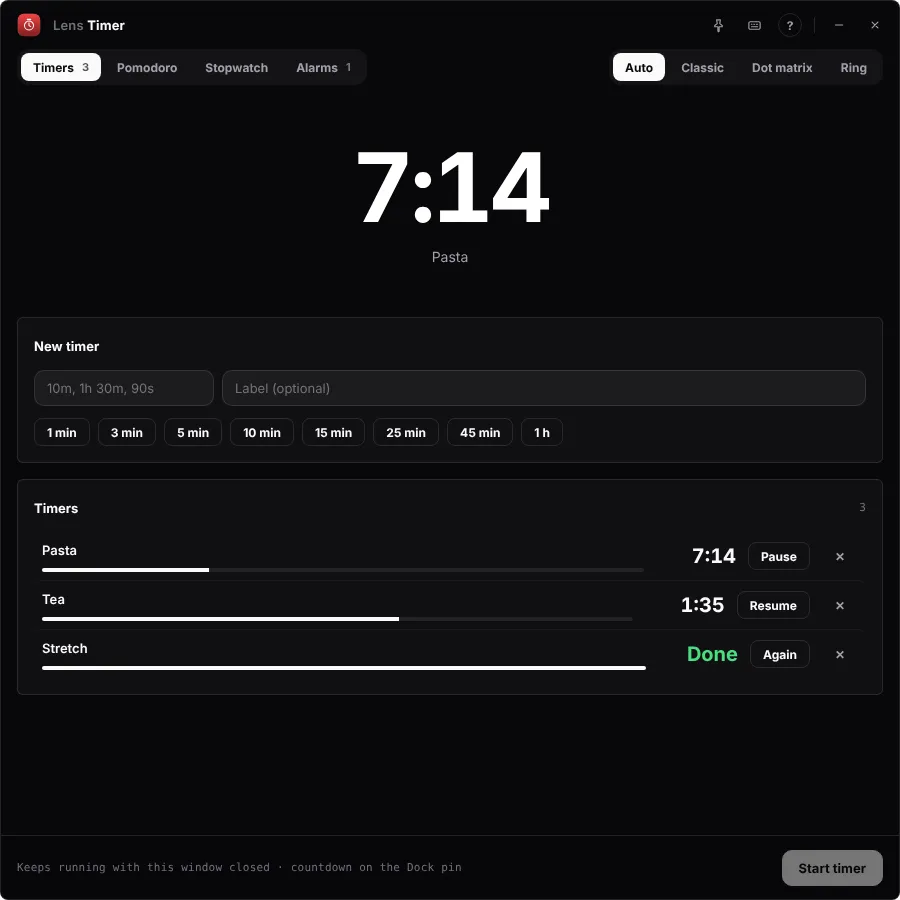 Lens Timer ?
Timers 3 Pomodoro Stopwatch Alarms 1 Auto Classic Dot matrix Ring
7:14
Pasta
New timer
10m, 1h 30m, 90s Label (optional)
1 min 3 min 5 min 10 min 15 min 25 min 45 min 1 h
Timers 3
Pasta 7:14 Pause ×
Tea 1:35 Resume ×
Stretch Done Again ×
Keeps running with this window closed · countdown on the Dock pin Start timer